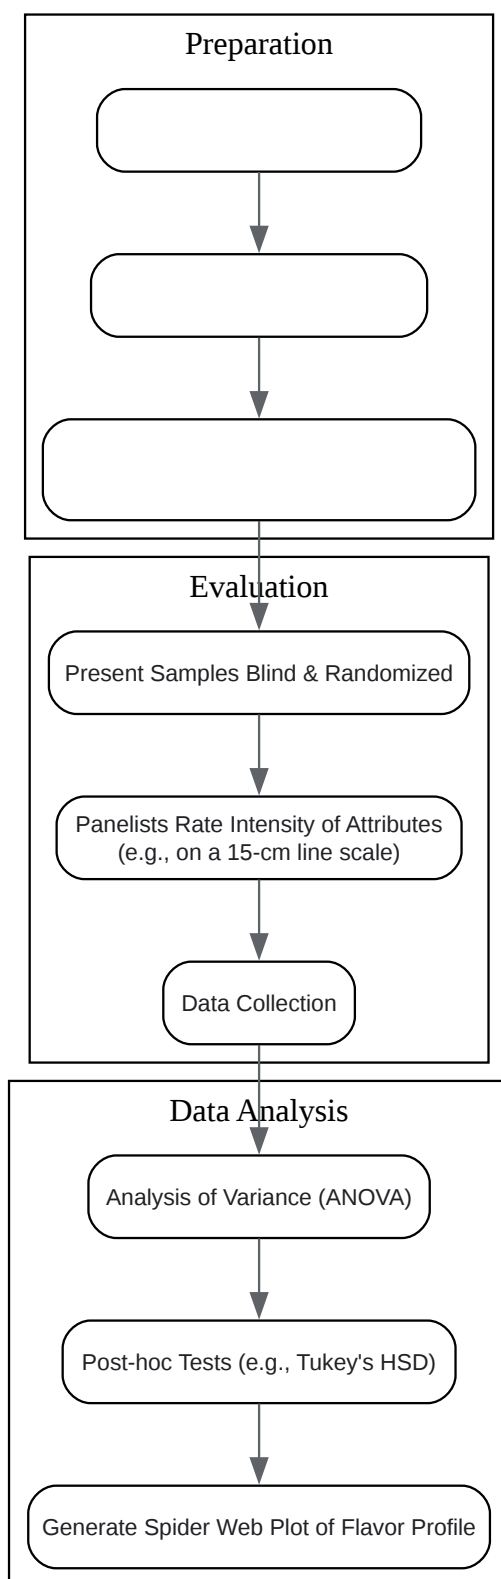 Preparation
Evaluation
Present Samples Blind & Randomized
Panelists Rate Intensity of Attributes
(e.g., on a 15-cm line scale)
Data Collection
Data Analysis
Analysis of Variance (ANOVA)
Post-hoc Tests (e.g., Tukey's HSD)
Generate Spider Web Plot of Flavor Profile